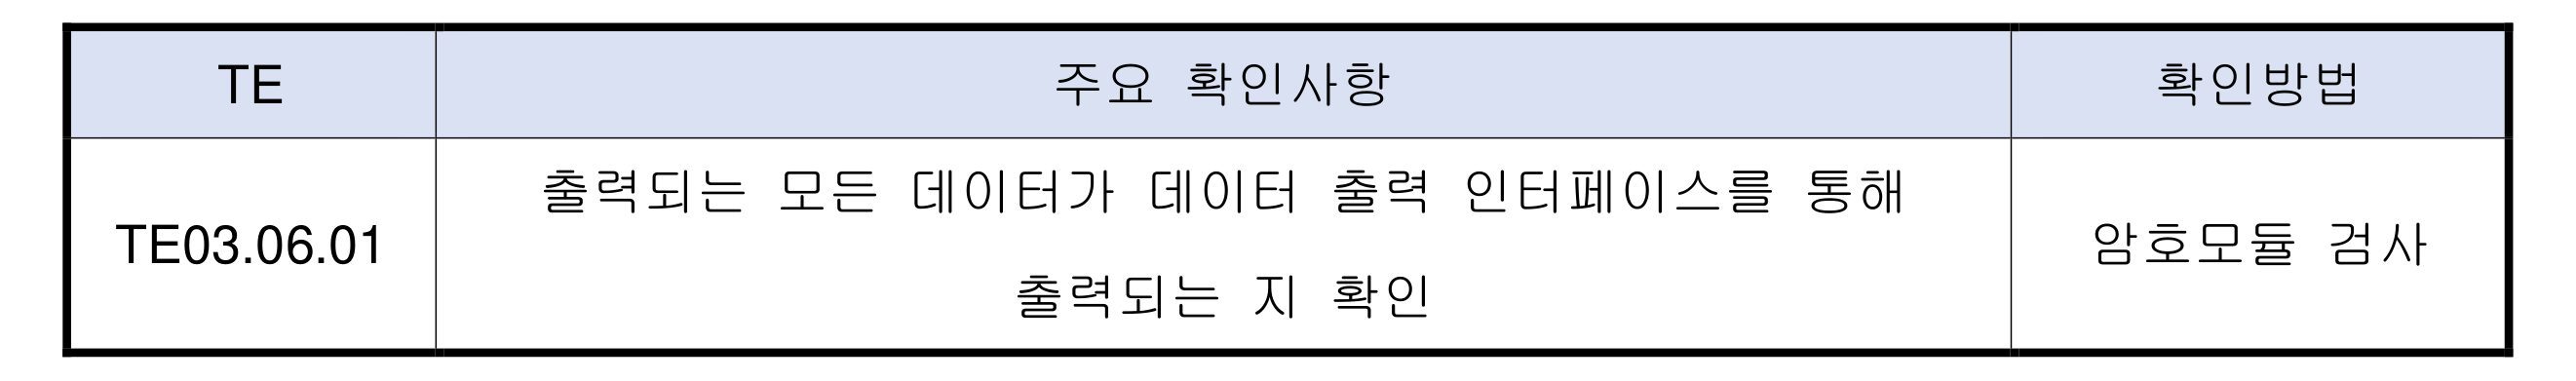 TE 주요 확인사항 확인방법
출력되는 모든 데이터가 데이터 출력 인터페이스를 통해
TE03.06.01 암호모듈 검사
출력되는 지 확인